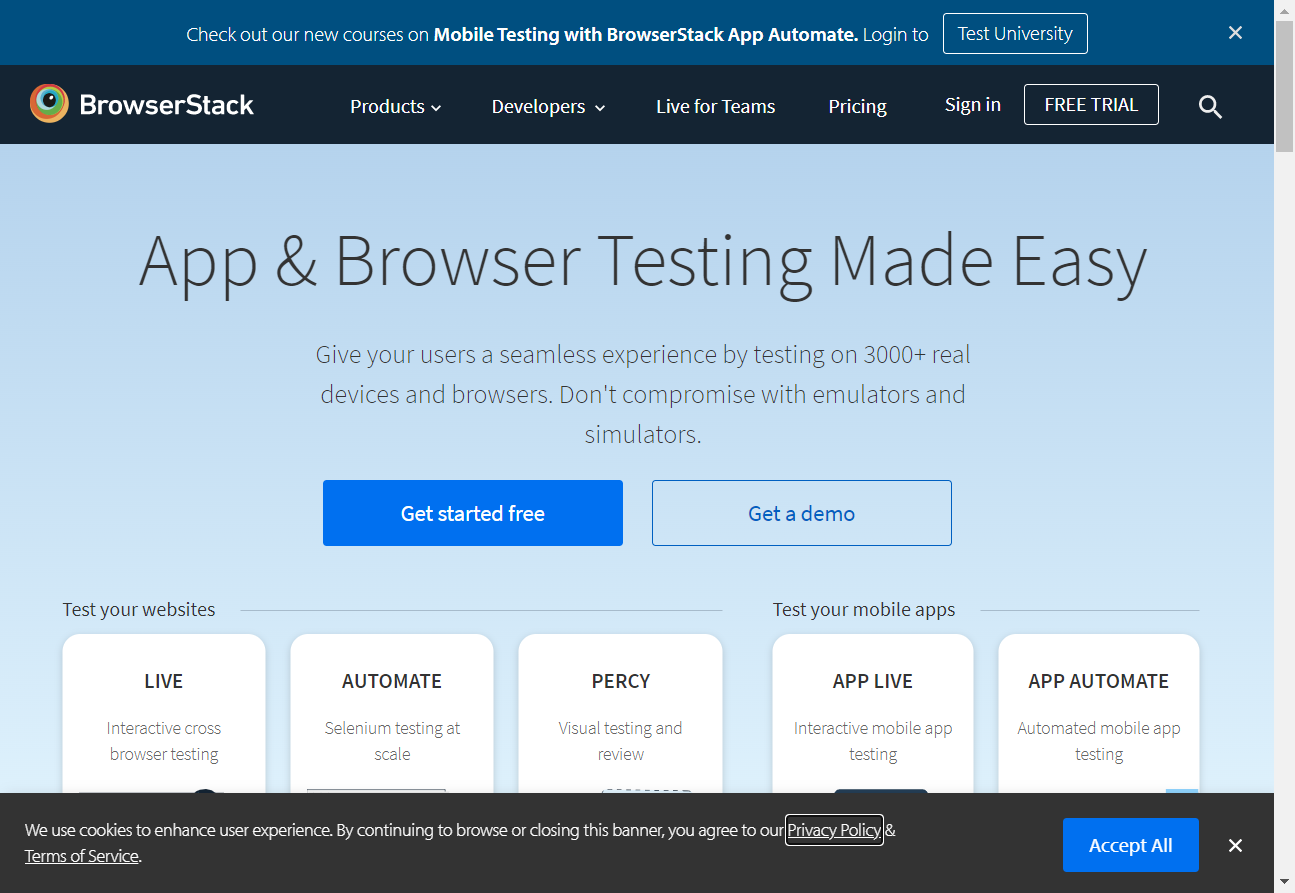 Check out our new courses on Mobile Testing with BrowserStack App Automate. Login to Test University
BrowserStack Products Developers Live for Teams Pricing Sign in FREE TRIAL
App & Browser Testing Made Easy
Give your users a seamless experience by testing on 3000+ real
devices and browsers. Don't compromise with emulators and
simulators.
Get started free Get a demo
Test your websites
LIVE
Interactive cross
browser testing
AUTOMATE
Selenium testing at
scale
PERCY
Visual testing and
review
Test your mobile apps
APP LIVE
Interactive mobile app
testing
APP AUTOMATE
Automated mobile app
testing
We use cookies to enhance user experience. By continuing to browse or closing this banner, you agree to our Privacy Policy &
Terms of Service.
Accept All